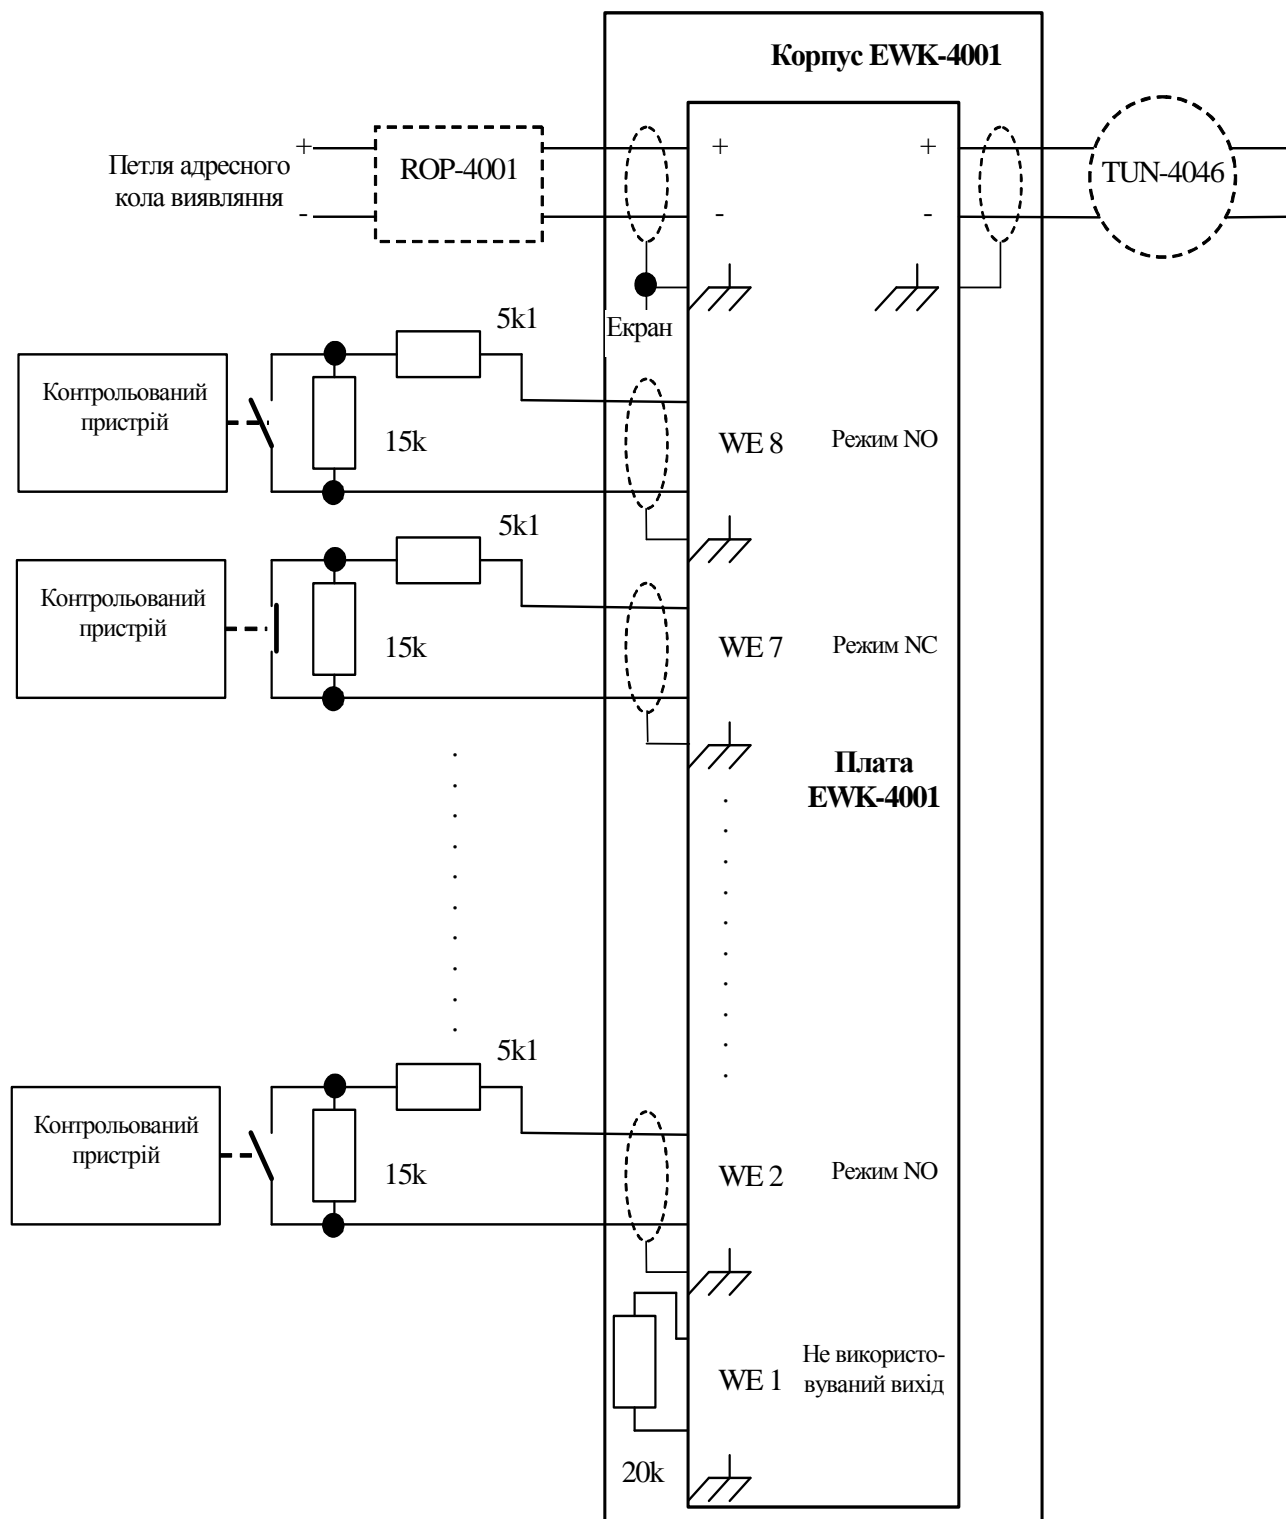 Корпус EWK-4001
Петля адресного
кола виявляння
+
-
ROP-4001
+
-
+
-
TUN-4046
Екран
Контрольований
пристрій
5k1
15k
WE 8
Режим NO
Контрольований
пристрій
5k1
15k
WE 7
Режим NC
Плата
EWK-4001
Контрольований
пристрій
5k1
15k
WE 2
Режим NO
WE 1
Не використо-
вуваний вихід
20k